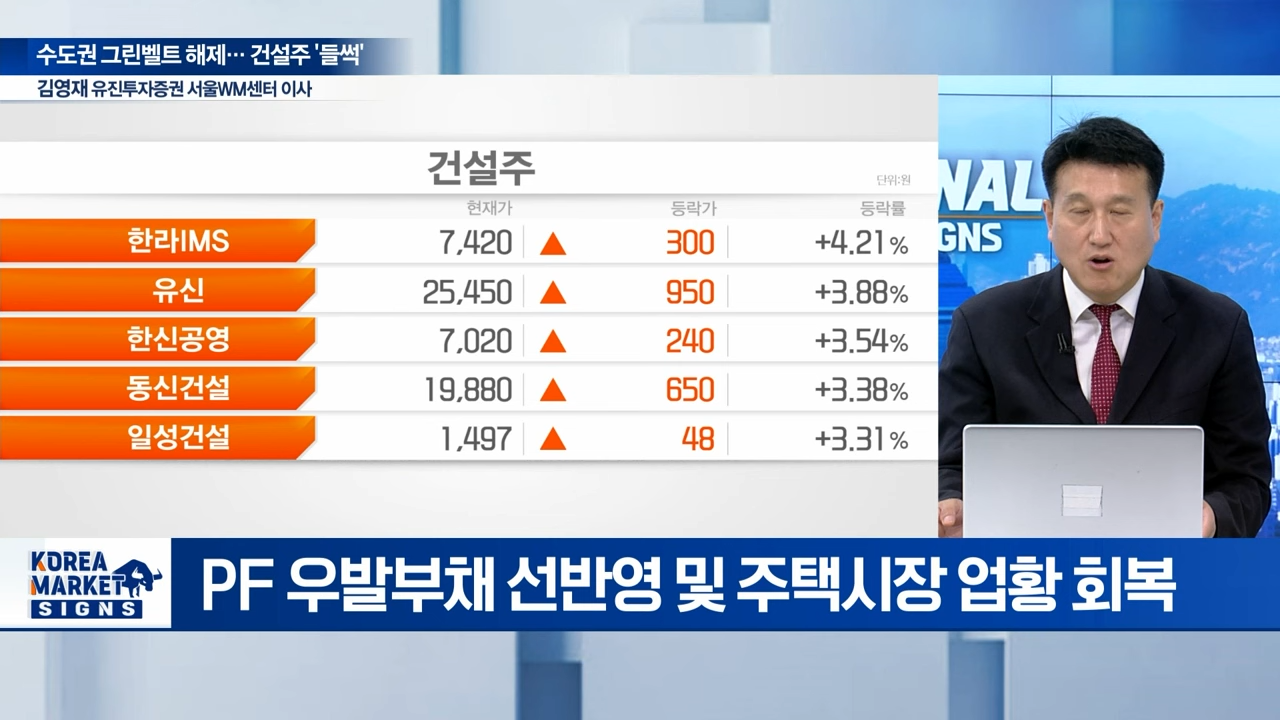 수도권 그린벨트 해제… 건설주 '들썩'
김영재 유진투자증권 서울WM센터 이사
건설주
단위:원
현재가 등락가 등락률
한라IMS 7,420 ▲ 300 +4.21%
유신 25,450 ▲ 950 +3.88%
한신공영 7,020 ▲ 240 +3.54%
동신건설 19,880 ▲ 650 +3.38%
일성건설 1,497 ▲ 48 +3.31%
NAL
GNS
KOREA
MARKET
SIGNS
PF 우발부채 선반영 및 주택시장 업황 회복